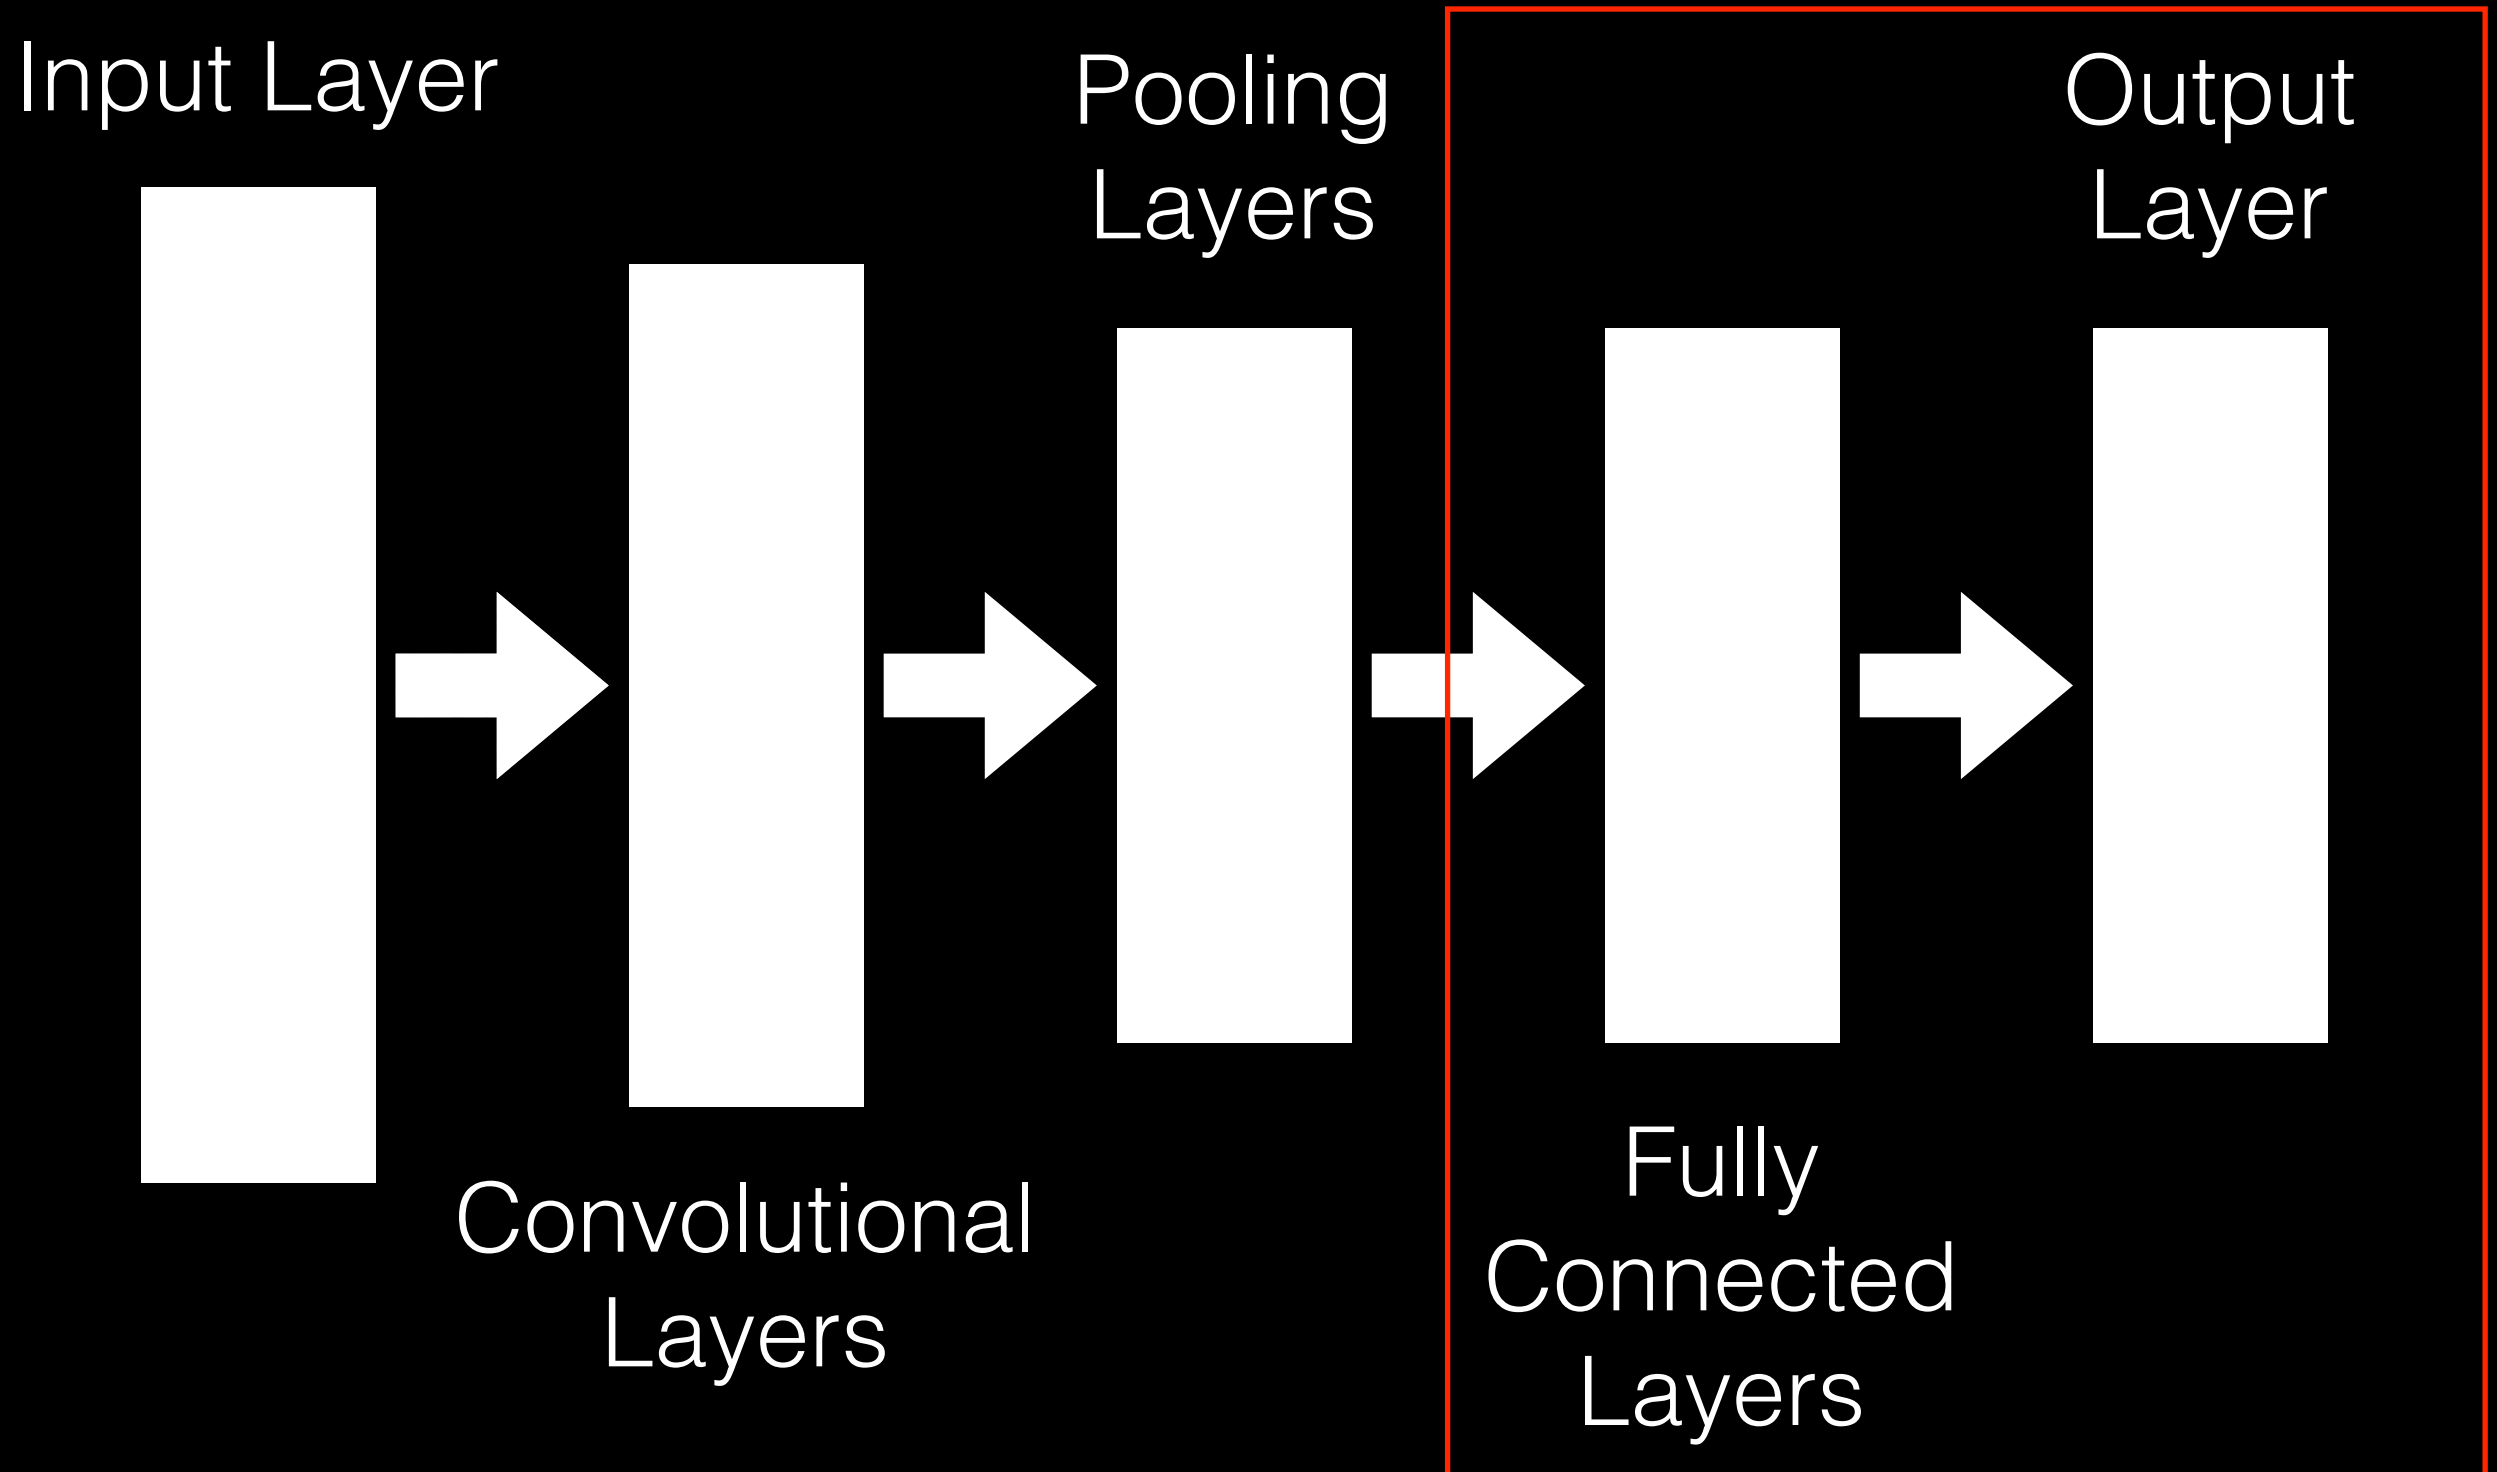 Input Layer
Convolutional
Layers
Pooling
Layers
Fully
Connected
Layers
Output
Layer